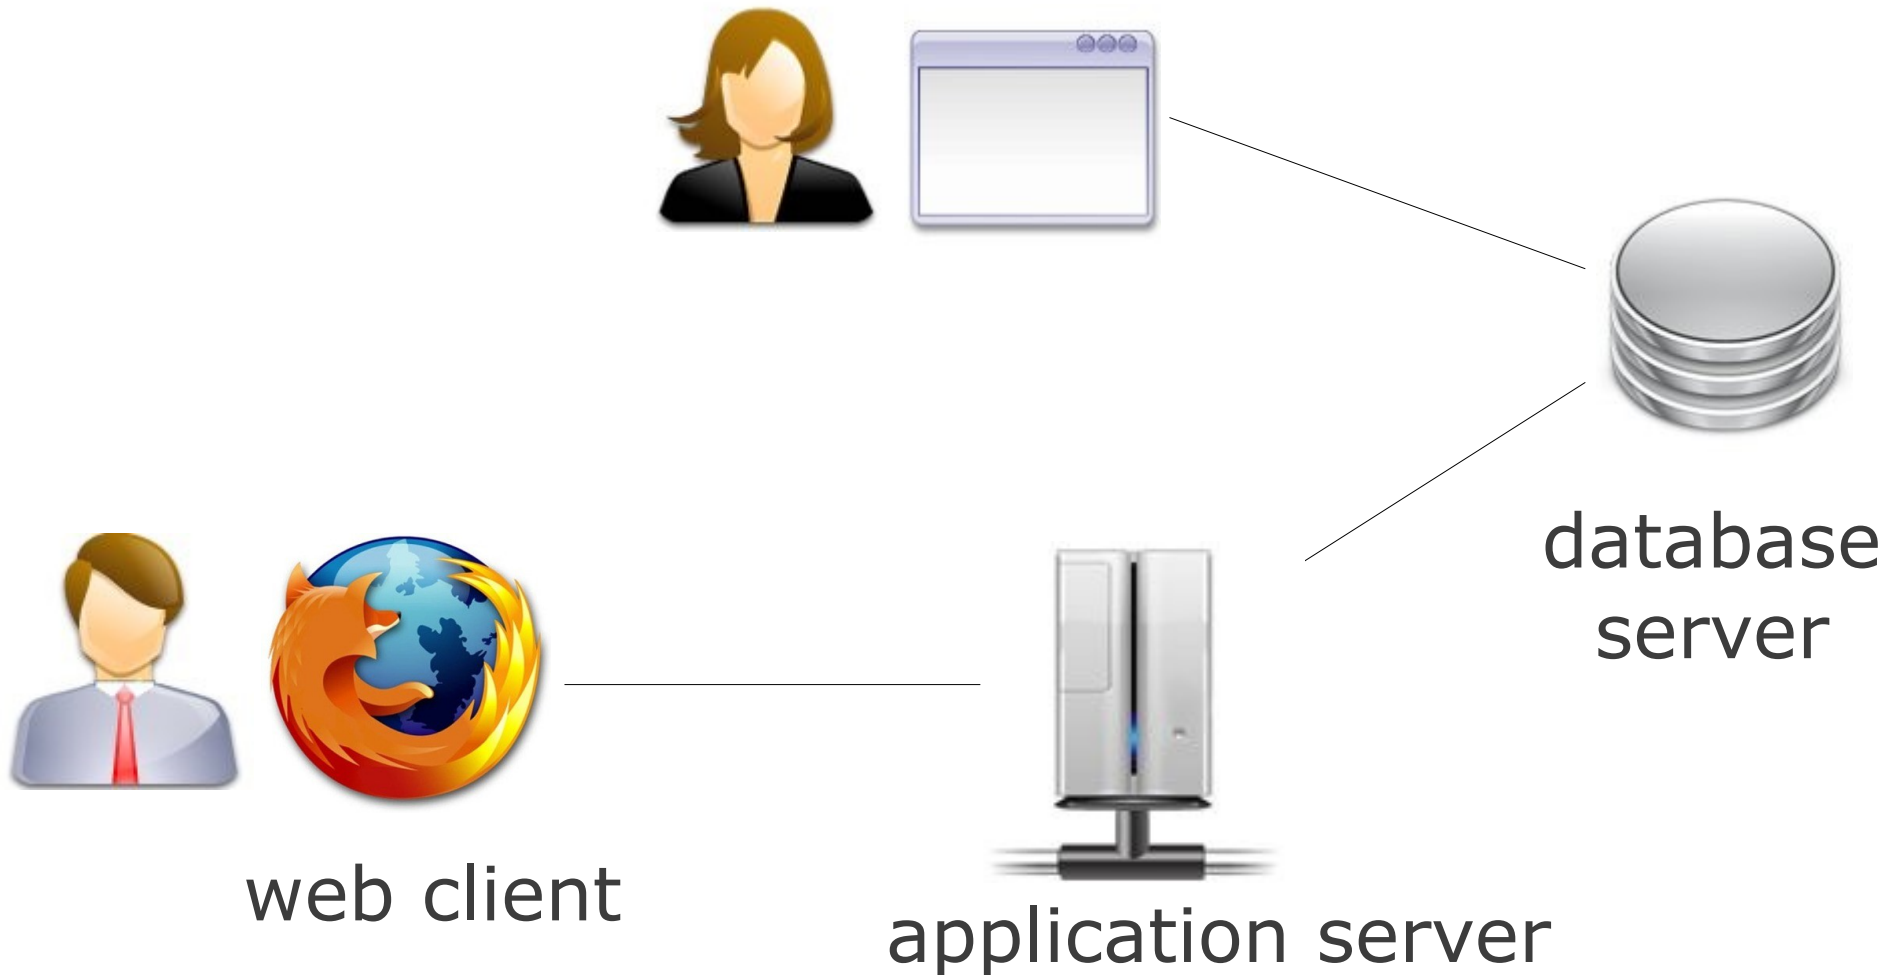 database
server
web client
application server